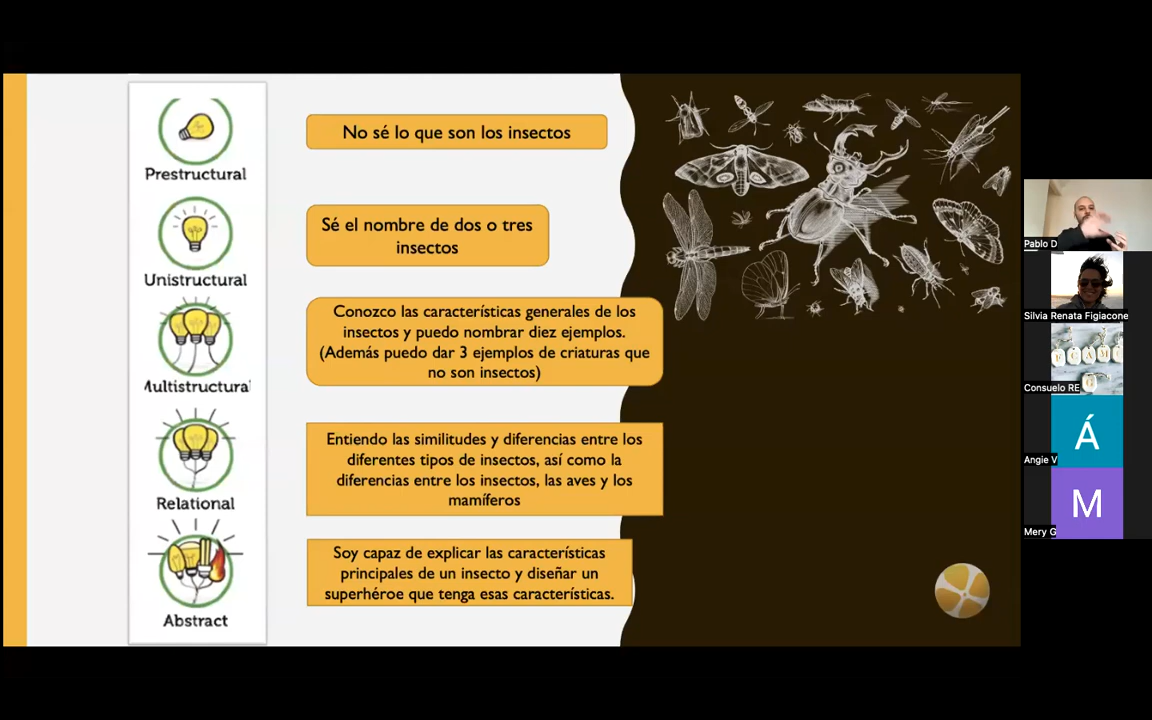 Prestructural
No sé lo que son los insectos
Unistructural
Sé el nombre de dos o tres
insectos
Multistructural
Conozco las características generales de los
insectos y puedo nombrar diez ejemplos.
(Además puedo dar 3 ejemplos de criaturas que
no son insectos)
Relational
Entiendo las similitudes y diferencias entre los
diferentes tipos de insectos, así como la
diferencias entre los insectos, las aves y los
mamíferos
Abstract
Soy capaz de explicar las características
principales de un insecto y diseñar un
superhéroe que tenga esas características.
Pablo D
Silvia Renata Figiacone
Consuelo RE
Á
Angie V
M
Mery G